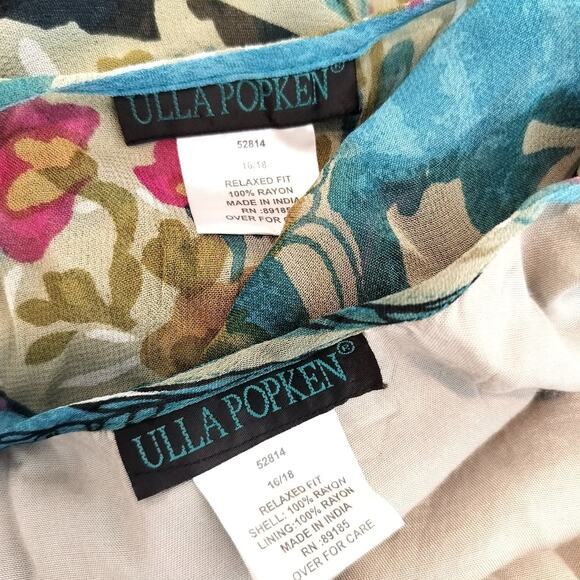 ULLA POPKEN®
52814
16/18
RELAXED FIT
100% RAYON
MADE IN INDIA
RN :89185
OVER FOR
ULLA POPKEN®
52814
16/18
RELAXED FIT
SHELL: 100% RAYON
LINING:100% RAYON
MADE IN INDIA
RN :89185
OVER FOR CARE